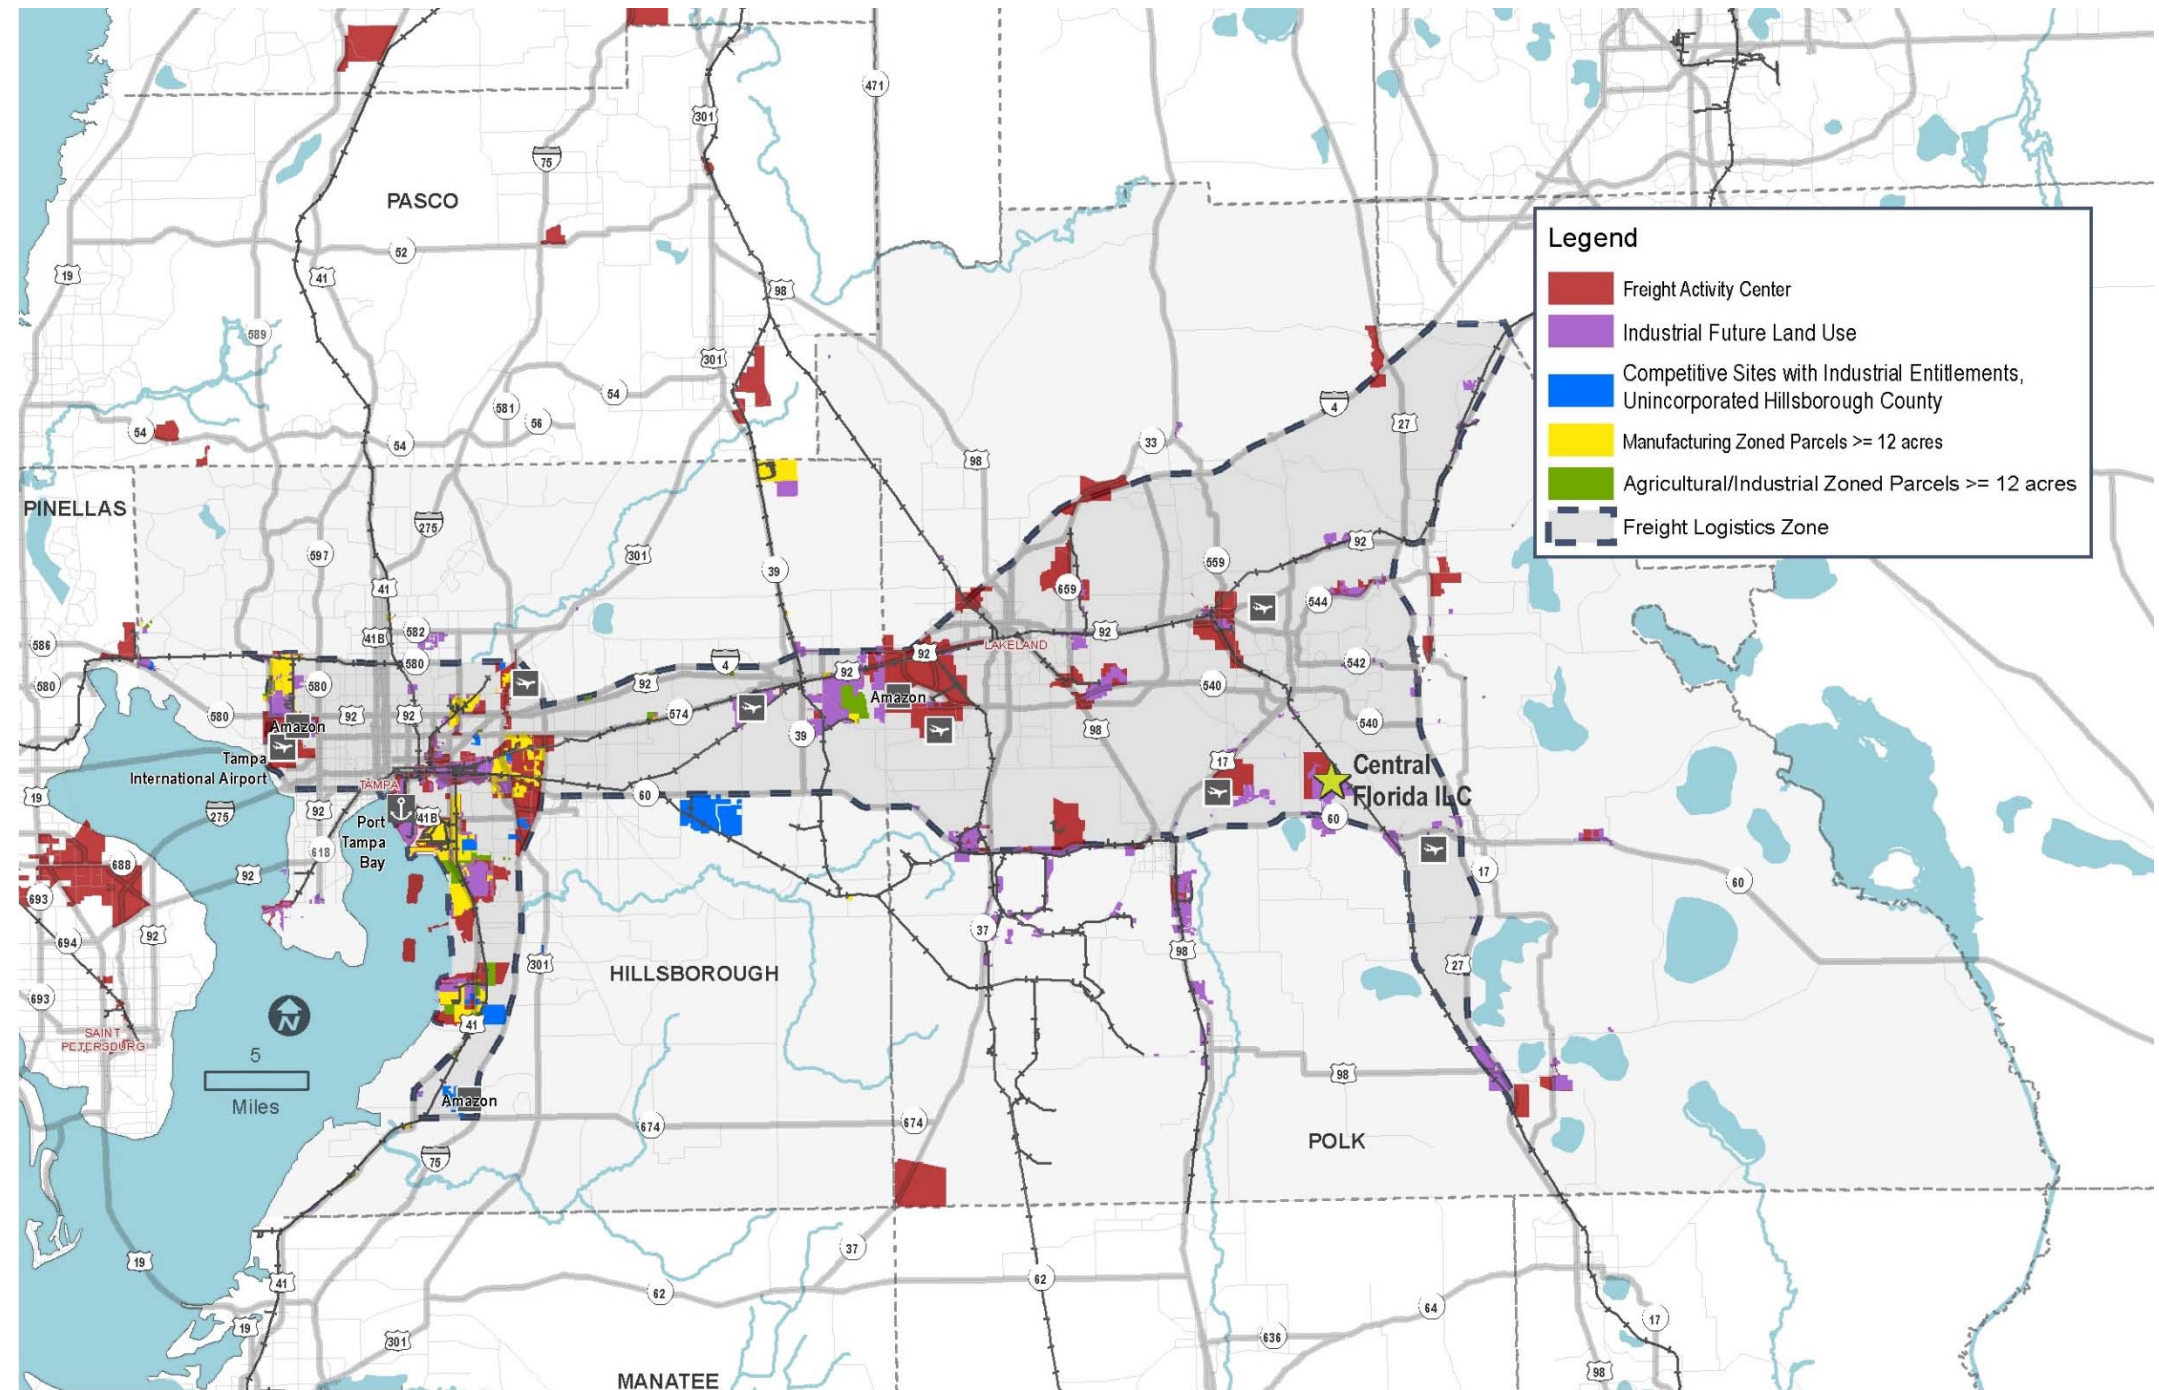 471
301
75
PASCO
52
19
41
98
589
301
54
4
581
56
27
54
54
33
98
PINELLAS
275
597
301
39
92
559
41
659
544
41B
582
92
586
LAKELAND
580
4
92
542
580
580
92
92
540
Amazon
580
92
92
574
Amazon
540
98
39
Tampa
International Airport
17
Central
Florida ILC
TAMPA
60
19
275
92
Port
Tampa
Bay
41B
60
618
688
92
17
60
693
37
694
92
98
301
27
HILLSBOROUGH
693
N
41
SAINT
PETERSBURG
5
Miles
98
Amazon
674
674
POLK
75
37
19
41
62
62
64
19
17
301
636
98
MANATEE
Legend
Freight Activity Center
Industrial Future Land Use
Competitive Sites with Industrial Entitlements,
Unincorporated Hillsborough County
Manufacturing Zoned Parcels >= 12 acres
Agricultural/Industrial Zoned Parcels >= 12 acres
Freight Logistics Zone